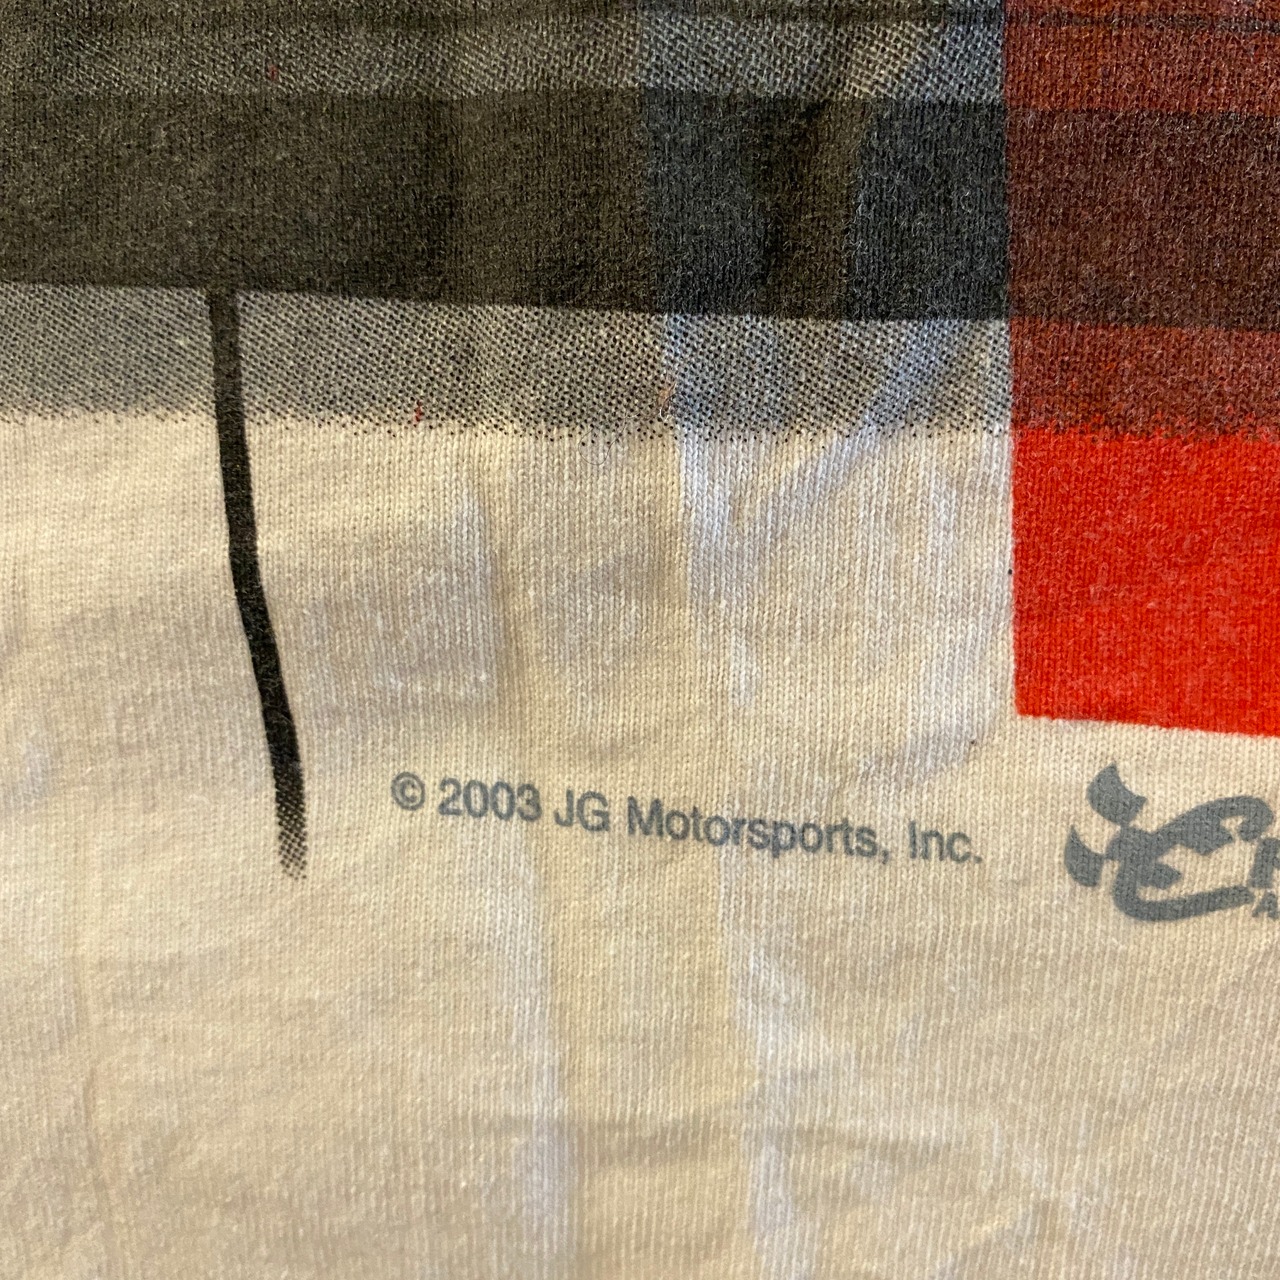 © 2003 JG Motorsports, Inc.